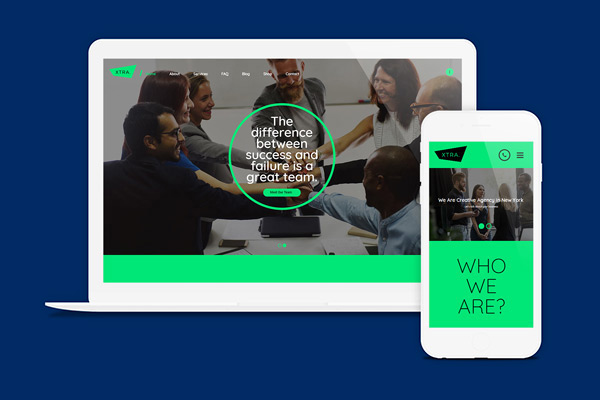 XTRA.
Home About Services FAQ Blog Shop Contact
The
difference
between
success and
failure is a
great team.
Meet Our Team
XTRA.
We Are Creative Agency in New York
WHO
WE
ARE?